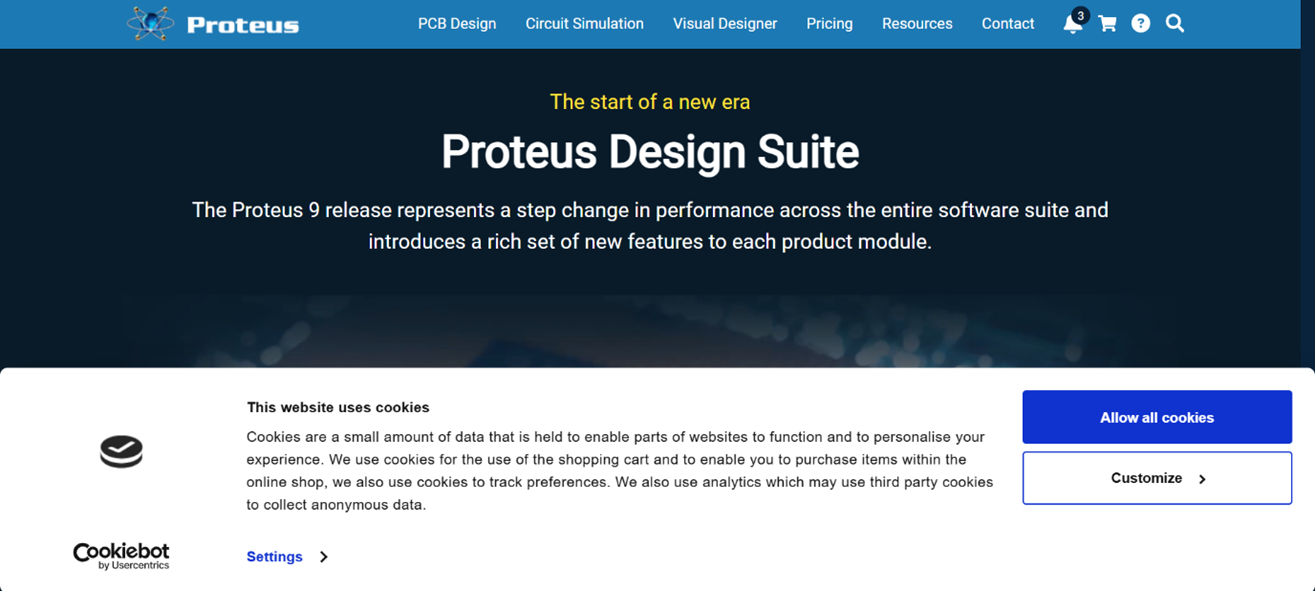 Proteus
PCB Design
Circuit Simulation
Visual Designer
Pricing
Resources
Contact
3
?
The start of a new era
Proteus Design Suite
The Proteus 9 release represents a step change in performance across the entire software suite and
introduces a rich set of new features to each product module.
This website uses cookies
Cookies are a small amount of data that is held to enable parts of websites to function and to personalise your
experience. We use cookies for the use of the shopping cart and to enable you to purchase items within the
online shop, we also use cookies to track preferences. We also use analytics which may use third party cookies
to collect anonymous data.
Settings
Allow all cookies
Customize
Cookiebot
by Usercentrics